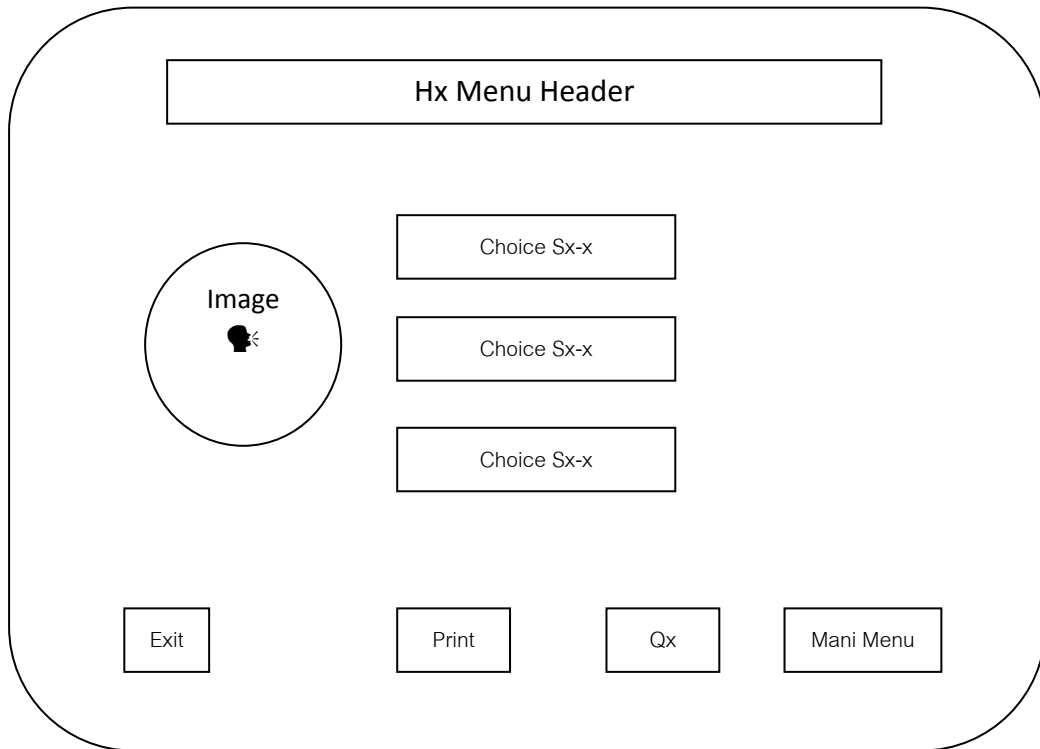 Hx Menu Header
Choice Sx-x
Image
Choice Sx-x
Choice Sx-x
Exit
Print
Qx
Mani Menu